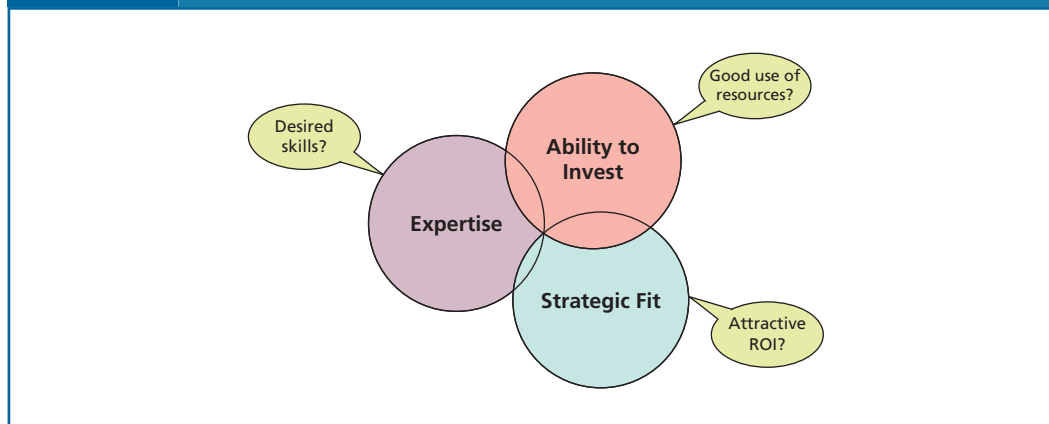 Good use of
resources?
Desired
skills?
Ability to
Invest
Expertise
Strategic Fit
Attractive
ROI?